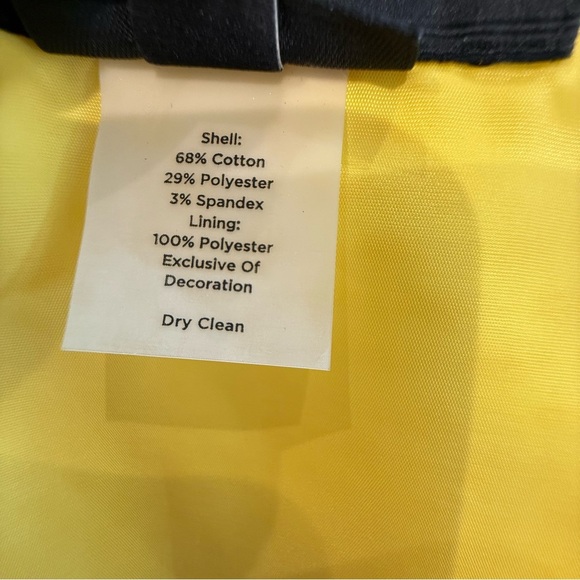 Shell:
68% Cotton
29% Polyester
3% Spandex
Lining:
100% Polyester
Exclusive Of
Decoration
Dry Clean